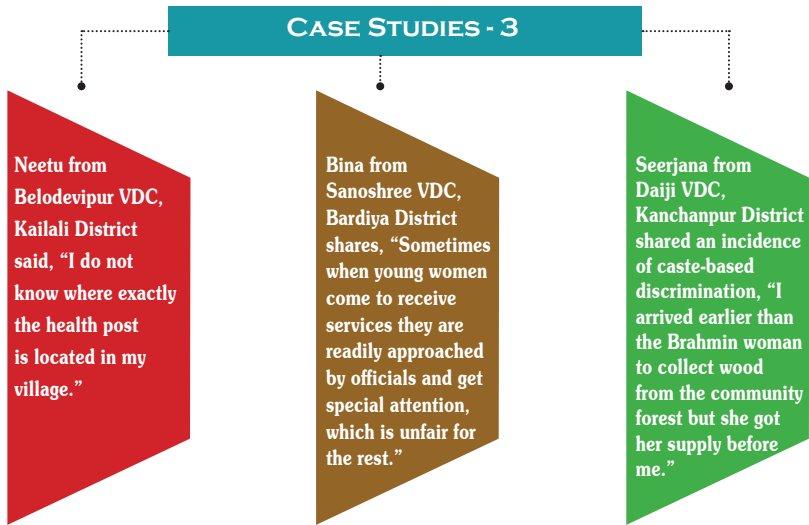 CASE STUDIES - 3
Neetu from
Belodevipur VDC,
Kailali District
said, “I do not
know where exactly
the health post
is located in my
village.”
Bina from
Sanoshree VDC,
Bardiya District
shares, “Sometimes
when young women
come to receive
services they are
readily approached
by officials and get
special attention,
which is unfair for
the rest.”
Seerjana from
Daiji VDC,
Kanchanpur District
shared an incidence
of caste-based
discrimination, “I
arrived earlier than
the Brahmin woman
to collect wood
from the community
forest but she got
her supply before
me.”